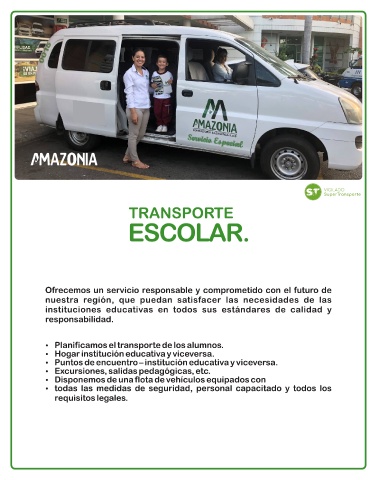 AMAZONIA
Servicio Especial
AMAZONIA
ST
VIGILADO
SuperTransporte
TRANSPORTE
ESCOLAR.
Ofrecemos un servicio responsable y comprometido con el futuro de
nuestra región, que puedan satisfacer las necesidades de las
instituciones educativas en todos sus estándares de calidad y
responsabilidad.
• Planificamos el transporte de los alumnos.
• Hogar institución educativa y viceversa.
• Puntos de encuentro – institución educativa y viceversa.
• Excursiones, salidas pedagógicas, etc.
• Disponemos de una flota de vehículos equipados con
• todas las medidas de seguridad, personal capacitado y todos los
requisitos legales.